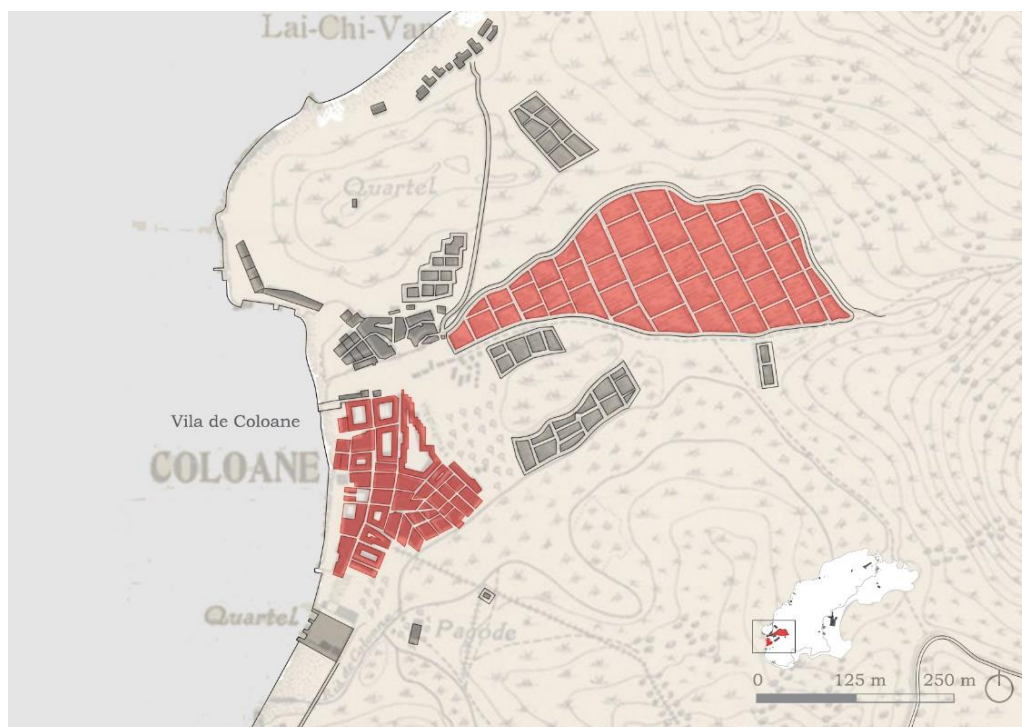 Lai-Chi-Van
Quartel
Vila de Coloane
COLOANE
Quartel
Pagode
0 125 m 250 m